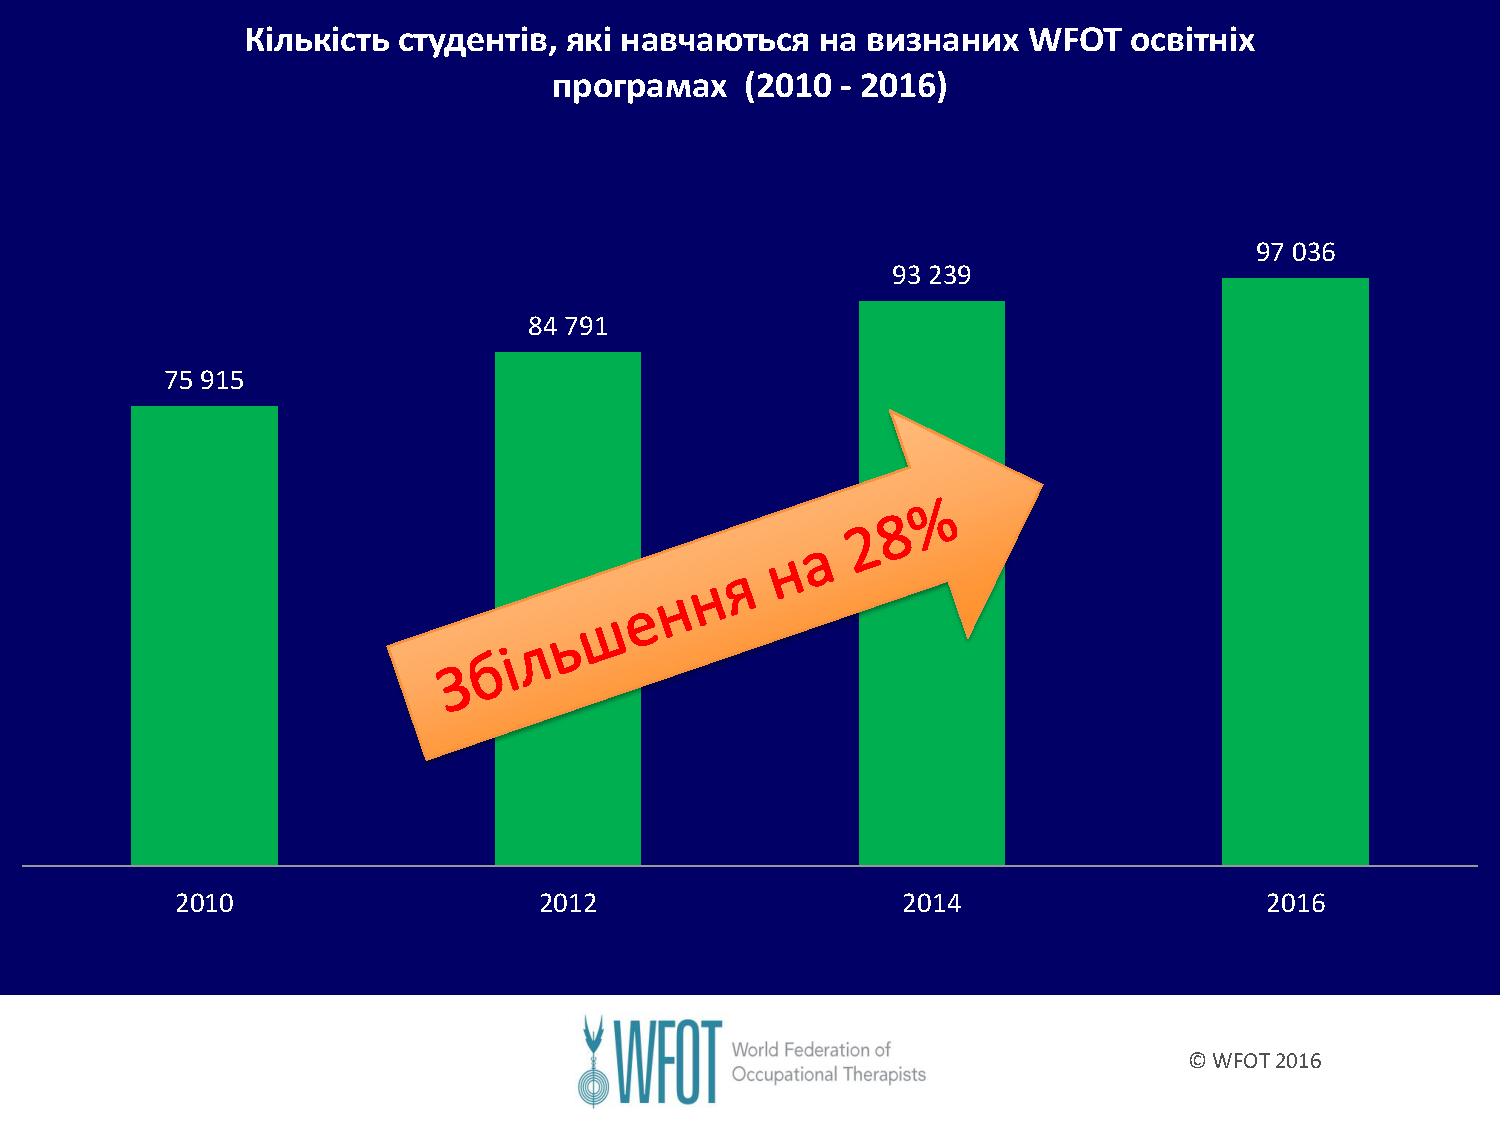 Кількість студентів, які навчаються на визнаних WFOT освітніх
програмах (2010 - 2016)
97 036
93 239
84 791
75 915
Збільшення на 28%
2010 2012 2014 2016
WFOT World Federation of
Occupational Therapists
© WFOT 2016